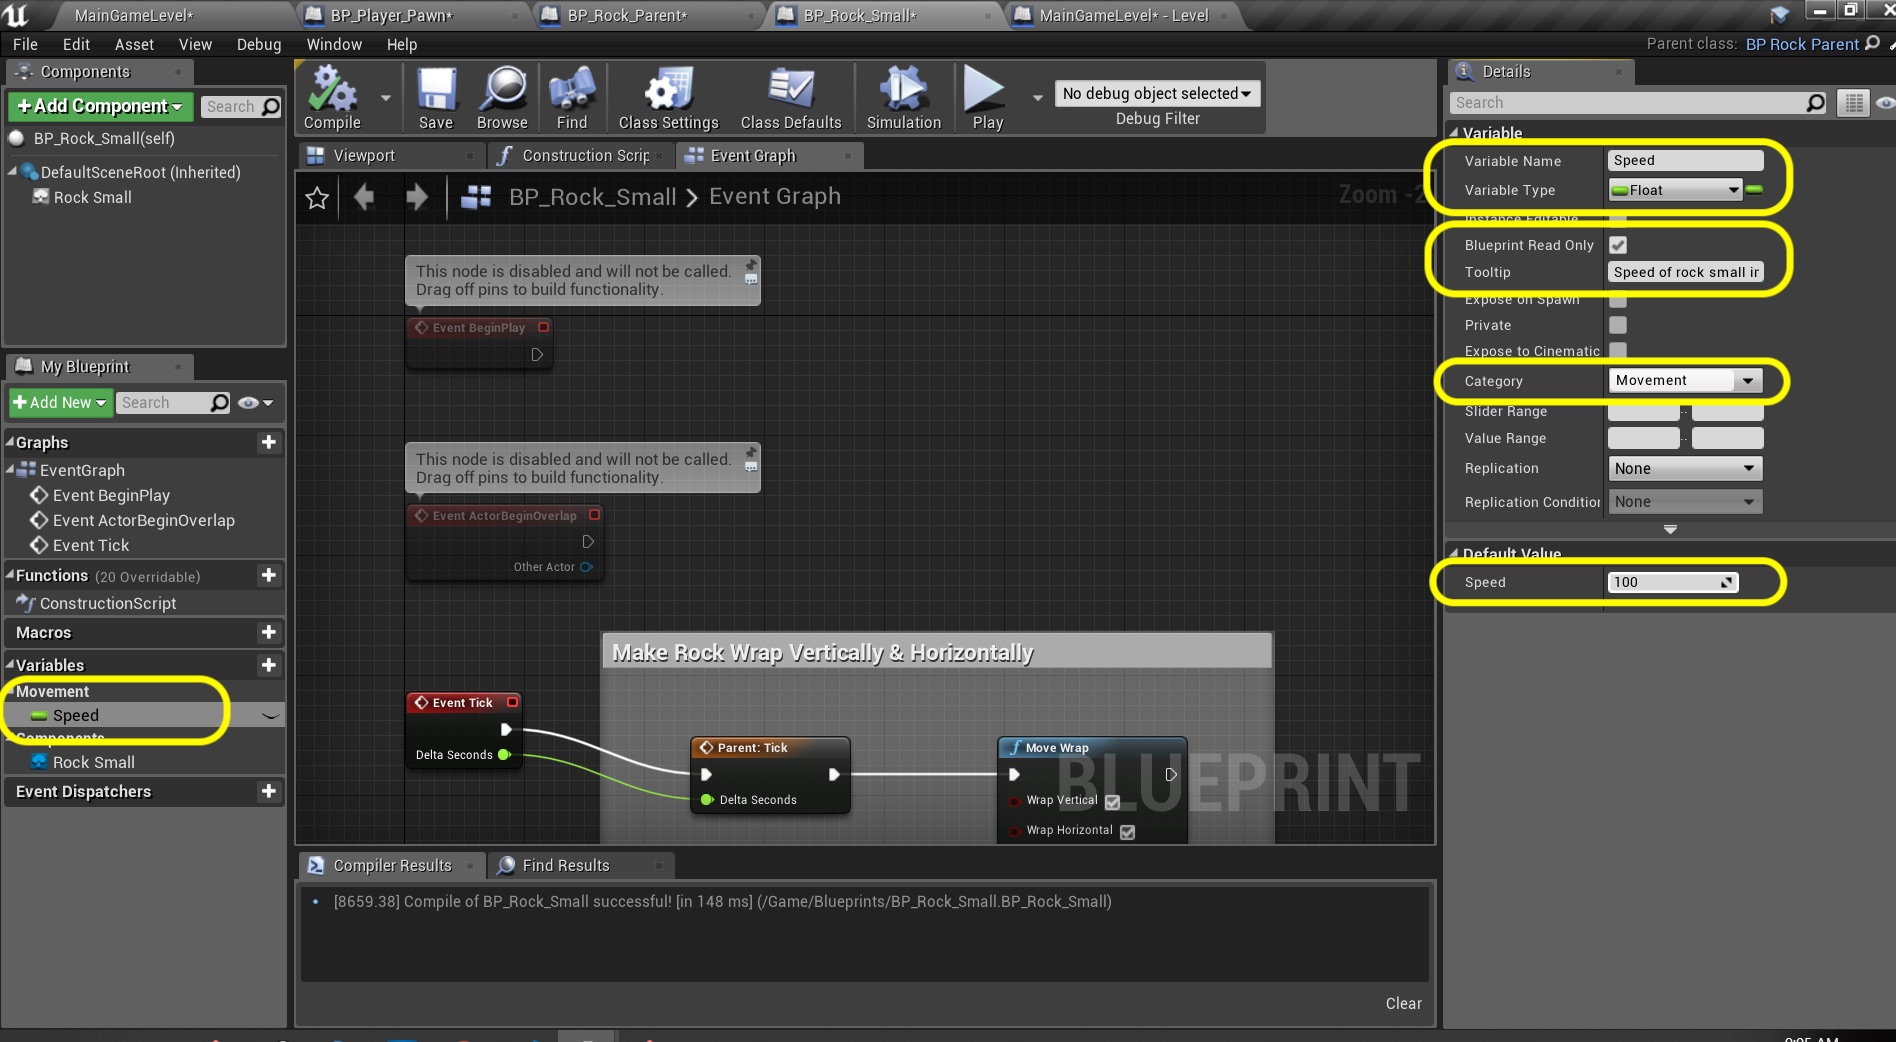 MainGameLevel*
BP_Player_Pawn*
BP_Rock_Parent*
BP_Rock_Small*
MainGameLevel* - Level
File Edit Asset View Debug Window Help
Parent class: BP Rock Parent
Components
+Add Component
Search
BP_Rock_Small(self)
DefaultSceneRoot (Inherited)
Rock Small
My Blueprint
+Add New
Search
Graphs
EventGraph
Event BeginPlay
Event ActorBeginOverlap
Event Tick
Functions (20 Overridable)
ConstructionScript
Macros
Variables
Movement
Speed
Components
Rock Small
Event Dispatchers
Compile
Save
Browse
Find
Class Settings
Class Defaults
Simulation
Play
No debug object selected
Debug Filter
Viewport
Construction Scrip
Event Graph
BP_Rock_Small > Event Graph
Zoom -2
This node is disabled and will not be called.
Drag off pins to build functionality.
Event BeginPlay
This node is disabled and will not be called.
Drag off pins to build functionality.
Event ActorBeginOverlap
Other Actor
Make Rock Wrap Vertically & Horizontally
Event Tick
Delta Seconds
Parent: Tick
Delta Seconds
Move Wrap
Wrap Vertical
Wrap Horizontal
BLUEPRINT
Compiler Results
Find Results
[8659.38] Compile of BP_Rock_Small successful! [in 148 ms] (/Game/Blueprints/BP_Rock_Small.BP_Rock_Small)
Clear
Details
Search
Variable
Variable Name Speed
Variable Type Float
Instance Editable
Blueprint Read Only
Tooltip Speed of rock small ir
Expose on Spawn
Private
Expose to Cinematic
Category Movement
Slider Range ..
Value Range ..
Replication None
Replication Condition None
Default Value
Speed 100